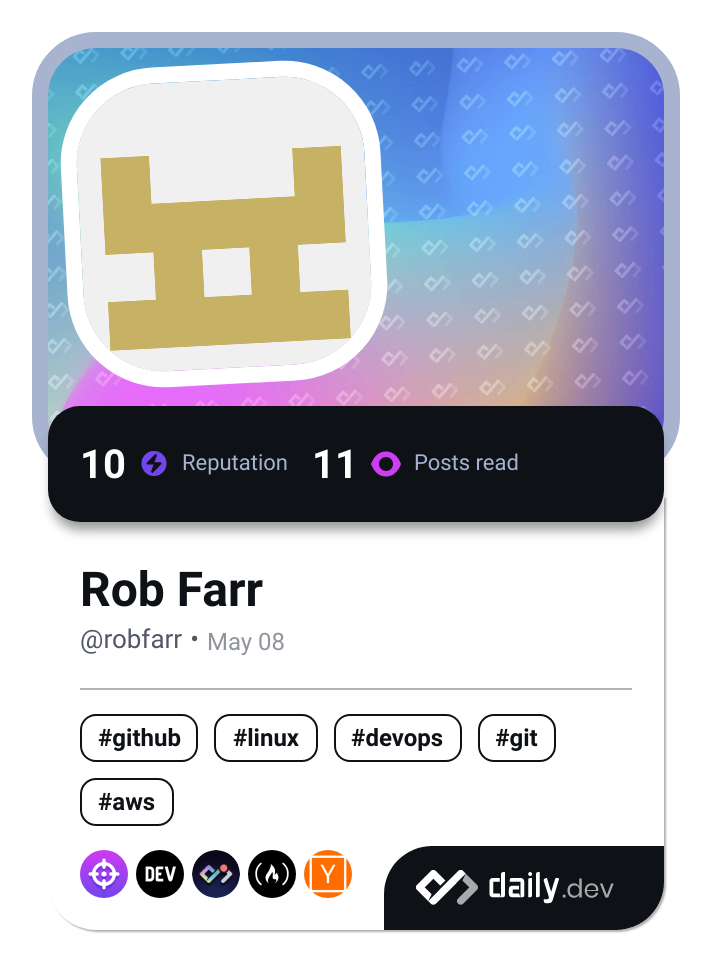 10 Reputation 11 Posts read
Rob Farr
@robfarr • May 08
#github #linux #devops #git
#aws
DEV Y daily.dev